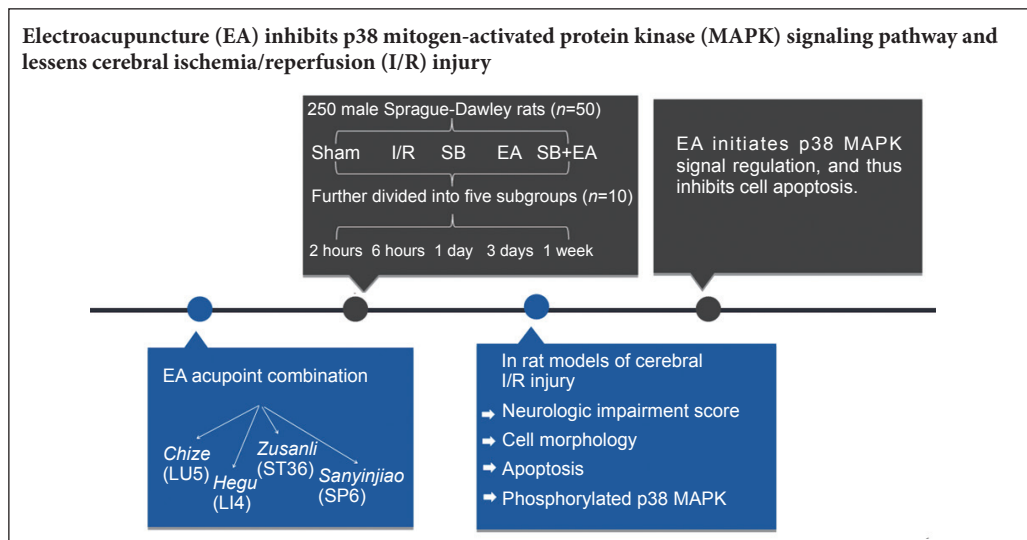 Electroacupuncture (EA) inhibits p38 mitogen-activated protein kinase (MAPK) signaling pathway and
lessens cerebral ischemia/reperfusion (I/R) injury
250 male Sprague-Dawley rats (n=50)
Sham I/R SB EA SB+EA
Further divided into five subgroups (n=10)
2 hours 6 hours 1 day 3 days 1 week
EA initiates p38 MAPK
signal regulation, and thus
inhibits cell apoptosis.
EA acupoint combination
Chize
(LU5)
Hegu
(LI4)
Zusanli
(ST36)
Sanyinjiao
(SP6)
In rat models of cerebral
I/R injury
Neurologic impairment score
Cell morphology
Apoptosis
Phosphorylated p38 MAPK